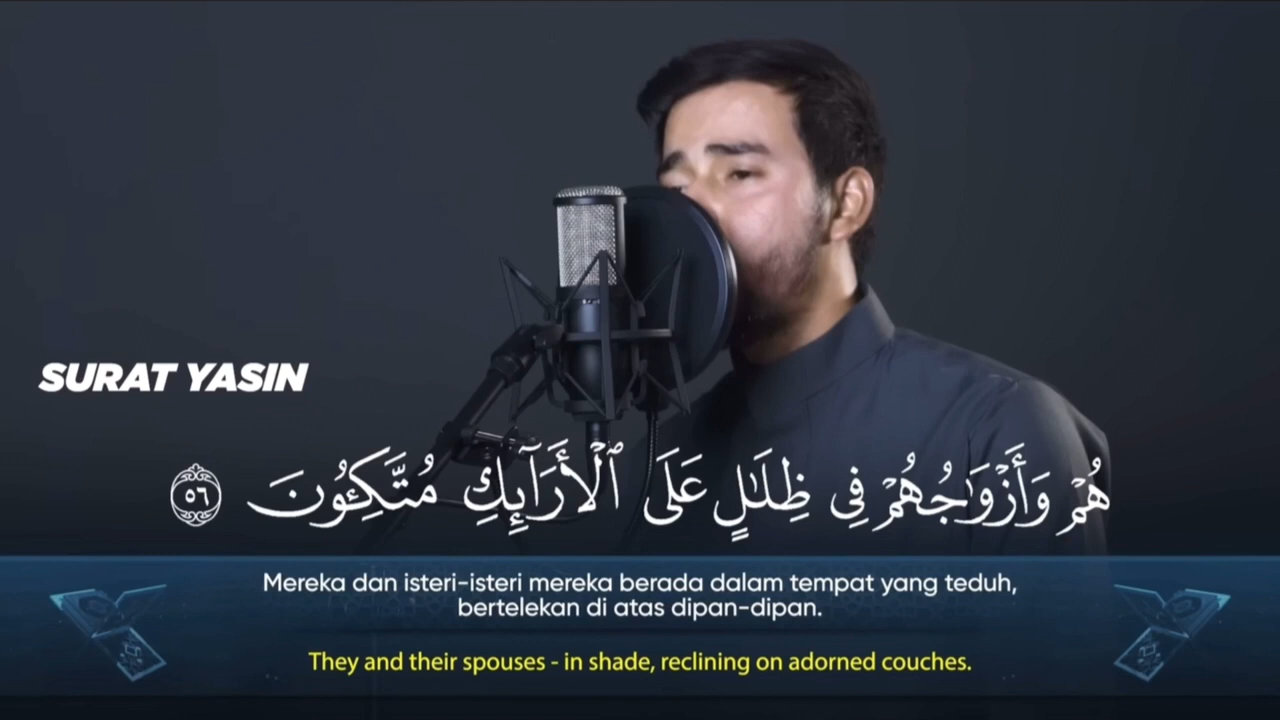 SURAT YASIN
هُمْ وَأَزْوَٰجُهُمْ فِى ظِلَـٰلٍ عَلَى ٱلْأَرَآئِكِ مُتَّكِـُٔونَ ٥٦
Mereka dan isteri-isteri mereka berada dalam tempat yang teduh,
bertelekan di atas dipan-dipan.
They and their spouses - in shade, reclining on adorned couches.